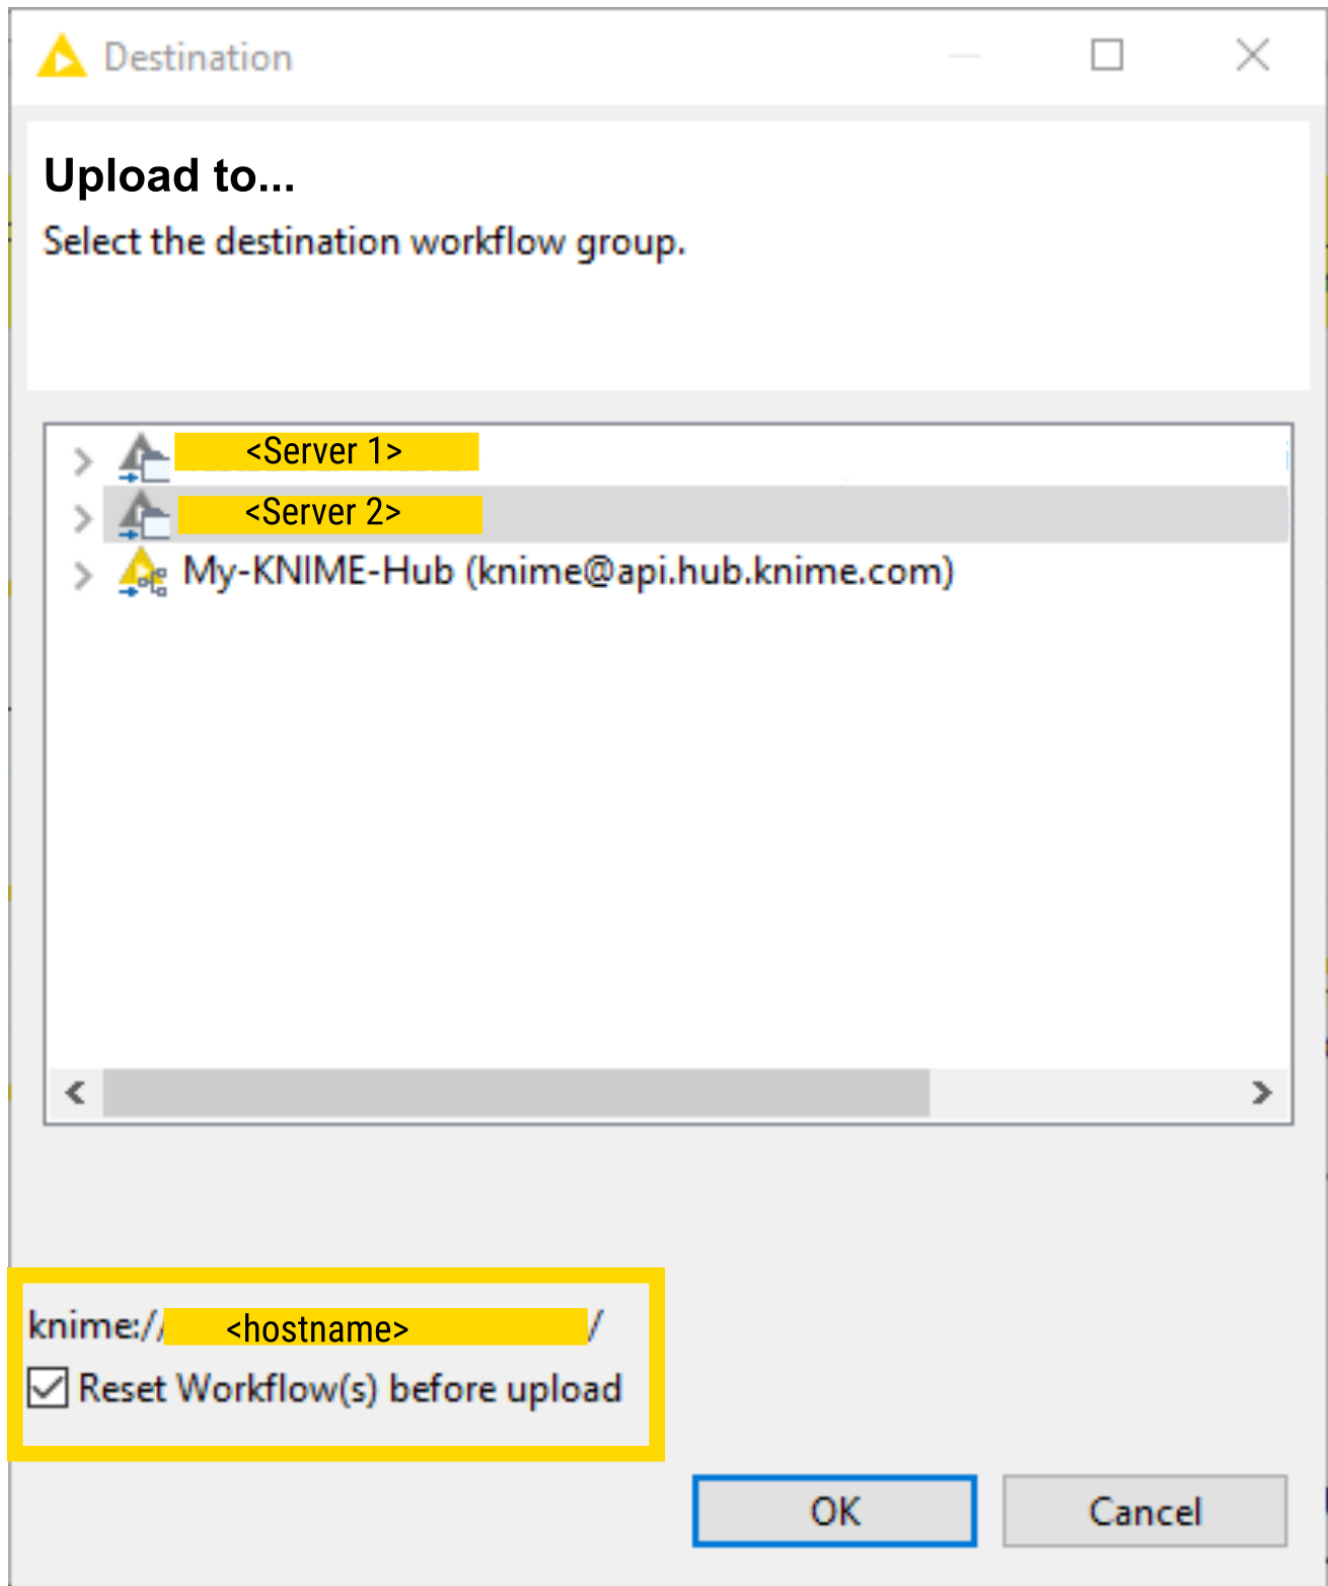 Destination
Upload to...
Select the destination workflow group.
<Server 1>
<Server 2>
My-KNIME-Hub (knime@api.hub.knime.com)
knime://<hostname>/
Reset Workflow(s) before upload
OK Cancel